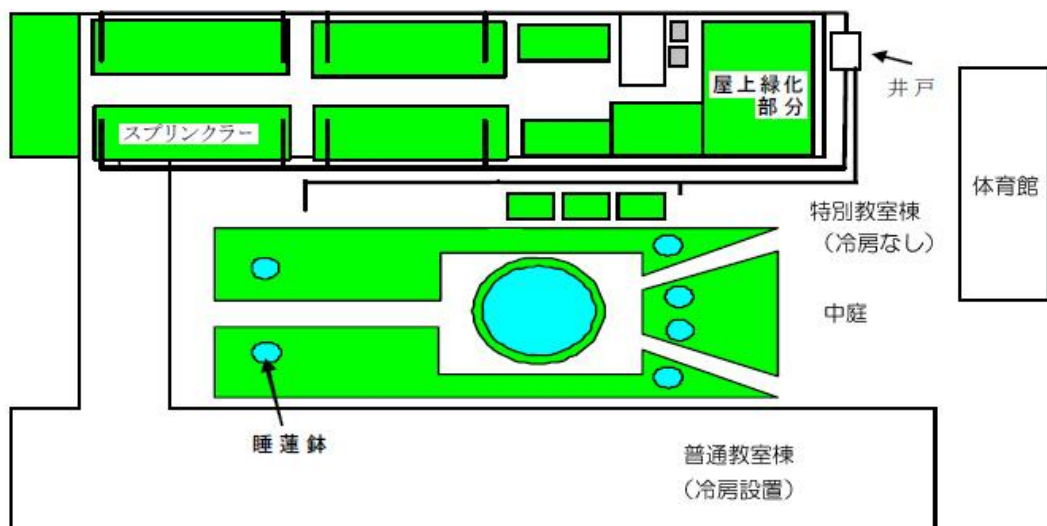 屋上緑化
部分
井戸
スプリンクラー
体育館
特別教室棟
（冷房なし）
中庭
睡蓮鉢
普通教室棟
（冷房設置）